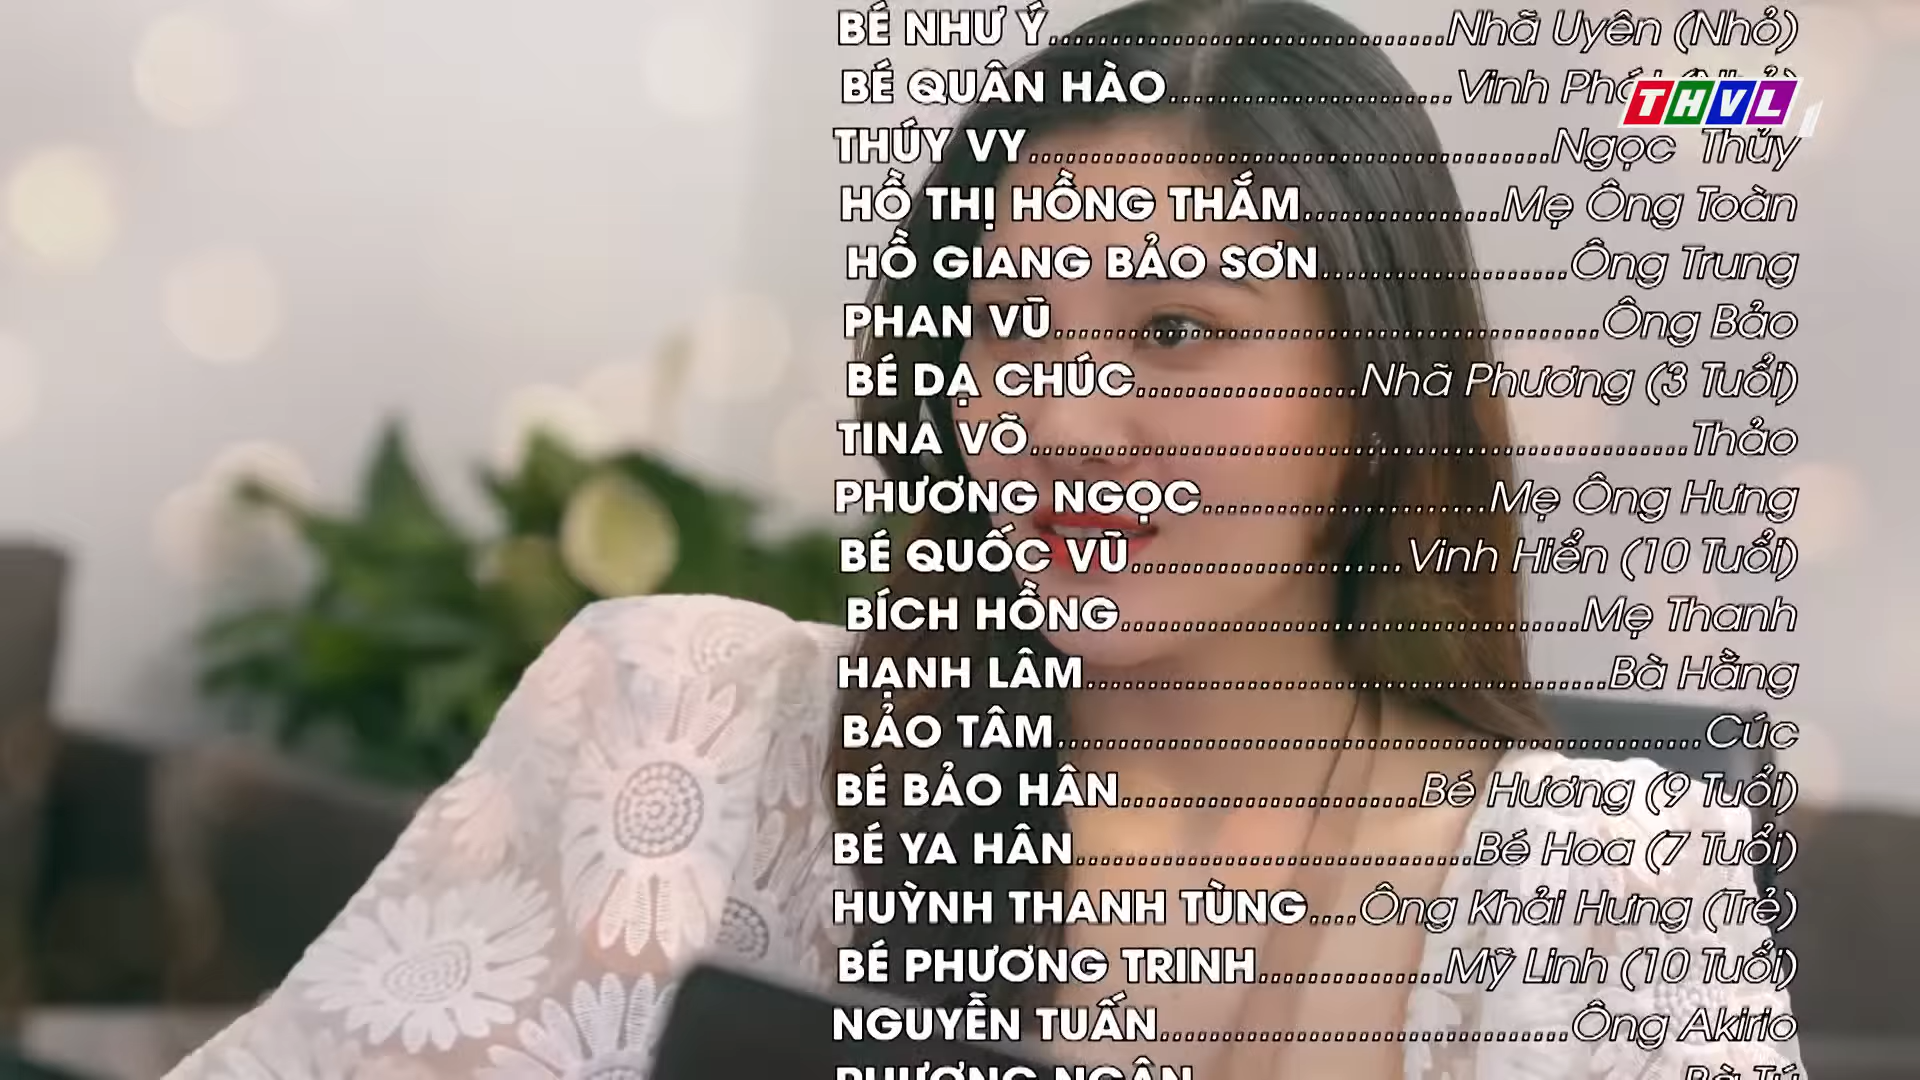 BÉ NHƯ Ý................................Nhã Uyên (Nhỏ)
BÉ QUÂN HÀO.......................Vinh
THVL1
THÚY VY..........................................Ngọc Thủy
HỒ THỊ HỒNG THẮM................Mẹ Ông Toàn
HỒ GIANG BẢO SƠN....................Ông Trung
PHAN VŨ............................................Ông Bảo
BÉ DẠ CHÚC..................Nhã Phương (3 Tuổi)
TINA VÕ.....................................................Thảo
PHƯƠNG NGỌC.......................Mẹ Ông Hưng
BÉ QUỐC VŨ......................Vinh Hiển (10 Tuổi)
BÍCH HỒNG.....................................Mẹ Thanh
HẠNH LÂM..........................................Bà Hằng
BẢO TÂM....................................................Cúc
BÉ BẢO HÂN........................Bé Hương (9 Tuổi)
BÉ YA HÂN................................Bé Hoa (7 Tuổi)
HUỲNH THANH TÙNG....Ông Khải Hưng (Trẻ)
BÉ PHƯƠNG TRINH...............Mỹ Linh (10 Tuổi)
NGUYỄN TUẤN.................................Ông Akirio
PHƯƠNG NGÂN